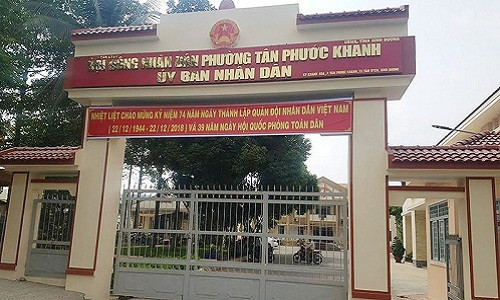 HỘI ĐỒNG NHÂN DÂN PHƯỜNG TÂN PHƯỚC KHÁNH
ỦY BAN NHÂN DÂN
NHIỆT LIỆT CHÀO MỪNG KỶ NIỆM 74 NĂM NGÀY THÀNH LẬP QUÂN ĐỘI NHÂN DÂN VIỆT NAM
( 22 / 12 / 1944 - 22 / 12 / 2018 ) VÀ 39 NĂM NGÀY HỘI QUỐC PHÒNG TOÀN DÂN